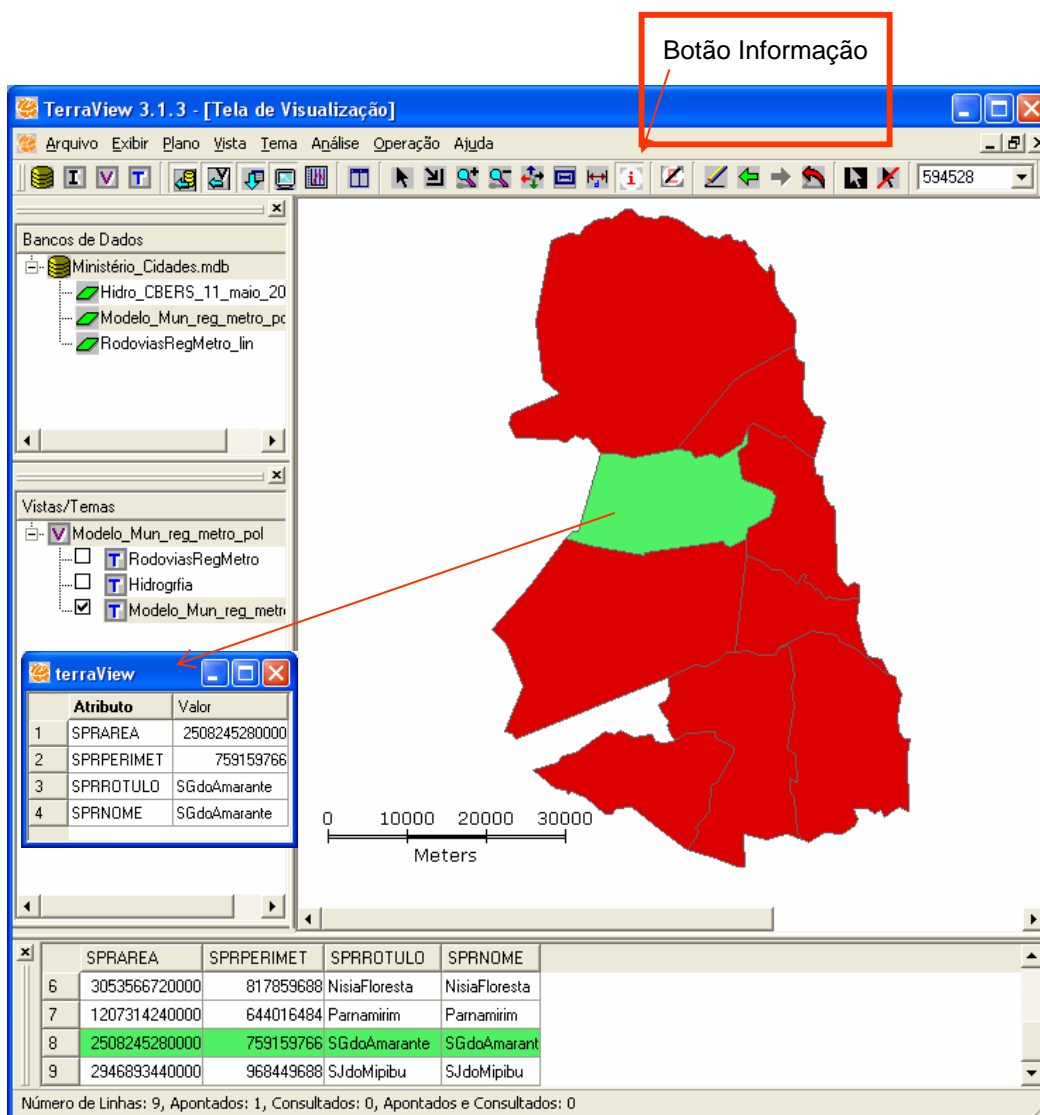 Botão Informação
TerraView 3.1.3 - [Tela de Visualização]
Arquivo Exibir Plano Vista Tema Análise Operação Ajuda
I V T i 594528
Bancos de Dados
Ministério_Cidades.mdb
Hidro_CBERS_11_maio_20
Modelo_Mun_reg_metro_po
RodoviasRegMetro_lin
Vistas/Temas
V Modelo_Mun_reg_metro_pol
T RodoviasRegMetro
T Hidogrfia
T Modelo_Mun_reg_metr
terraView
Atributo Valor
1 SPRAREA 2508245280000
2 SPRPERIMET 759159766
3 SPRROTULO SGdoAmarante
4 SPRNOME SGdoAmarante
0 10000 20000 30000
Meters
SPRAREA SPRPERIMET SPRROTULO SPRNOME
6 3053566720000 817859688 NisiaFloresta NisiaFloresta
7 1207314240000 644016484 Parnamirim Parnamirim
8 2508245280000 759159766 SGdoAmarante SGdoAmarant
9 2946893440000 968449688 SJdoMipibu SJdoMipibu
Número de Linhas: 9, Apontados: 1, Consultados: 0, Apontados e Consultados: 0